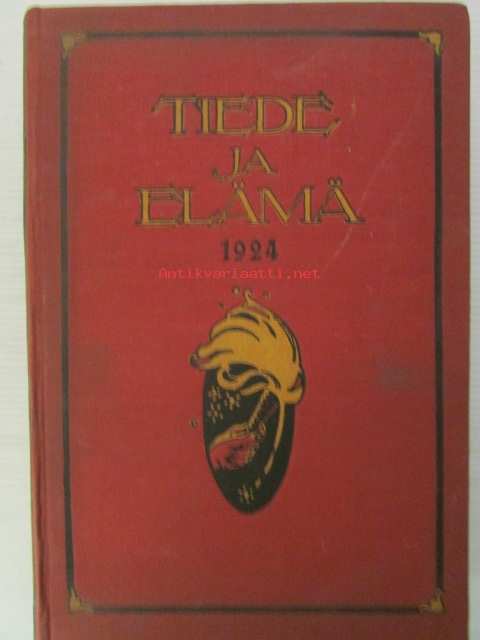 TIEDE
JA
ELÄMÄ
1924
Antikvariaatti.net